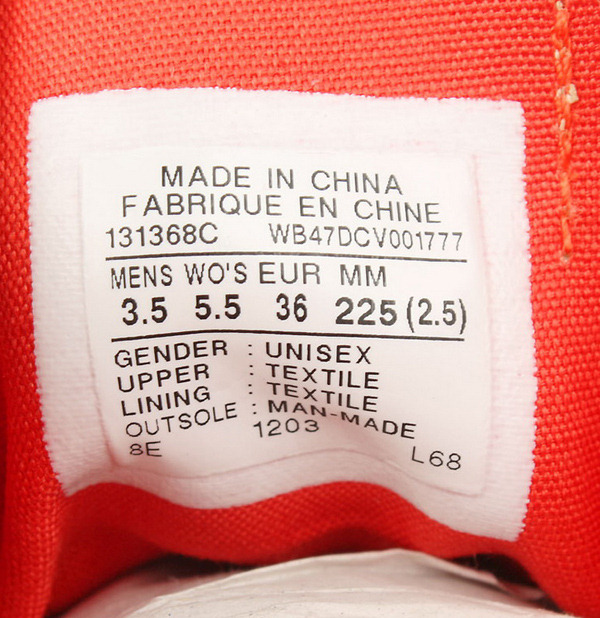 MADE IN CHINA
FABRIQUE EN CHINE
131368C WB47DCV001777
MENS WO'S EUR MM
3.5 5.5 36 225 (2.5)
GENDER : UNISEX
UPPER : TEXTILE
LINING : TEXTILE
OUTSOLE : MAN-MADE
8E 1203 L68